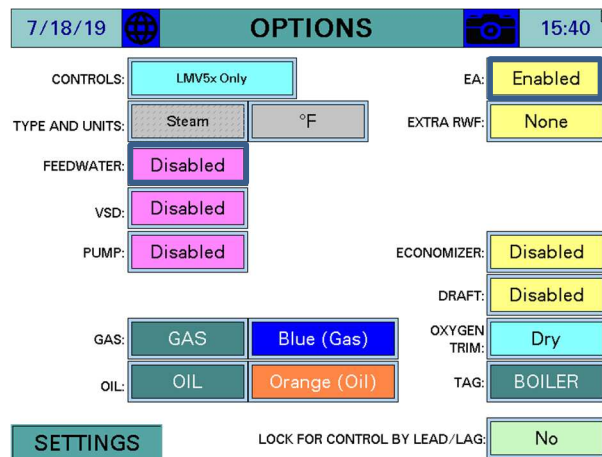 7/18/19 OPTIONS 15:40
CONTROLS: LMV5x Only EA: Enabled
TYPE AND UNITS: Steam °F EXTRA RWF: None
FEEDWATER: Disabled
VSD: Disabled
PUMP: Disabled ECONOMIZER: Disabled
DRAFT: Disabled
GAS: GAS Blue (Gas) OXYGEN TRIM: Dry
OIL: OIL Orange (Oil) TAG: BOILER
SETTINGS LOCK FOR CONTROL BY LEAD/LAG: No